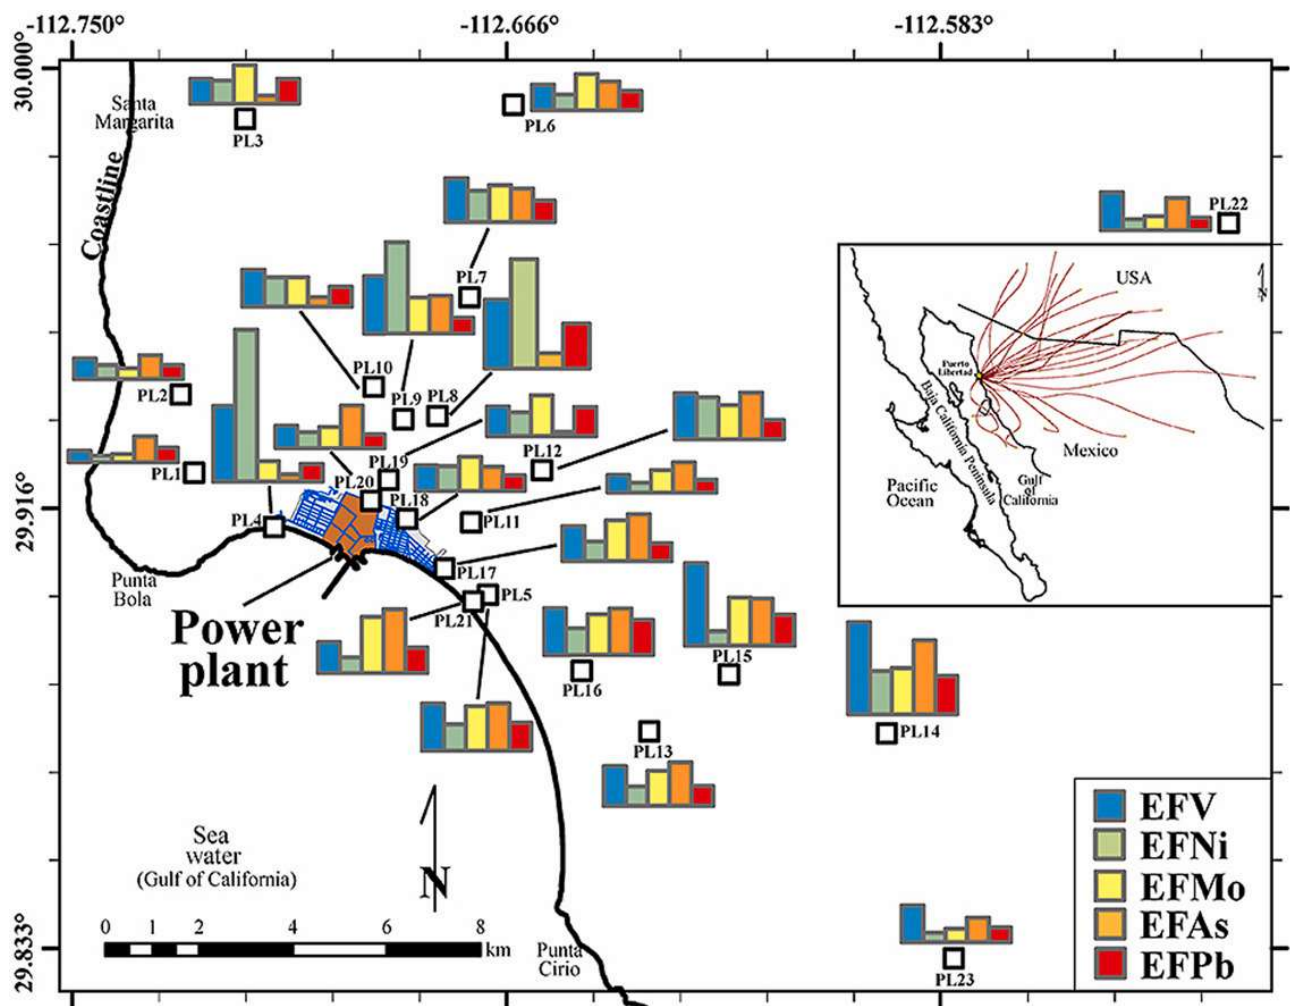 -112.750°
-112.666°
-112.583°
30.000°
29.916°
29.833°
Santa
Margarita
Coastline
PL3
PL6
PL7
PL22
PL10
PL9
PL8
PL2
PL1
PL12
PL19
PL20
PL18
PL4
PL11
PL17
PL5
PL21
Punta
Bola
Power
plant
PL16
PL15
PL14
PL13
PL23
Sea
water
(Gulf of California)
N
0 1 2 4 6 8
km
Punta
Cirio
USA
N
Puerto
Libertad
Baja California Peninsula
Mexico
Gulf
of
California
Pacific
Ocean
EFV
EFNi
EFMo
EFAs
EFPb